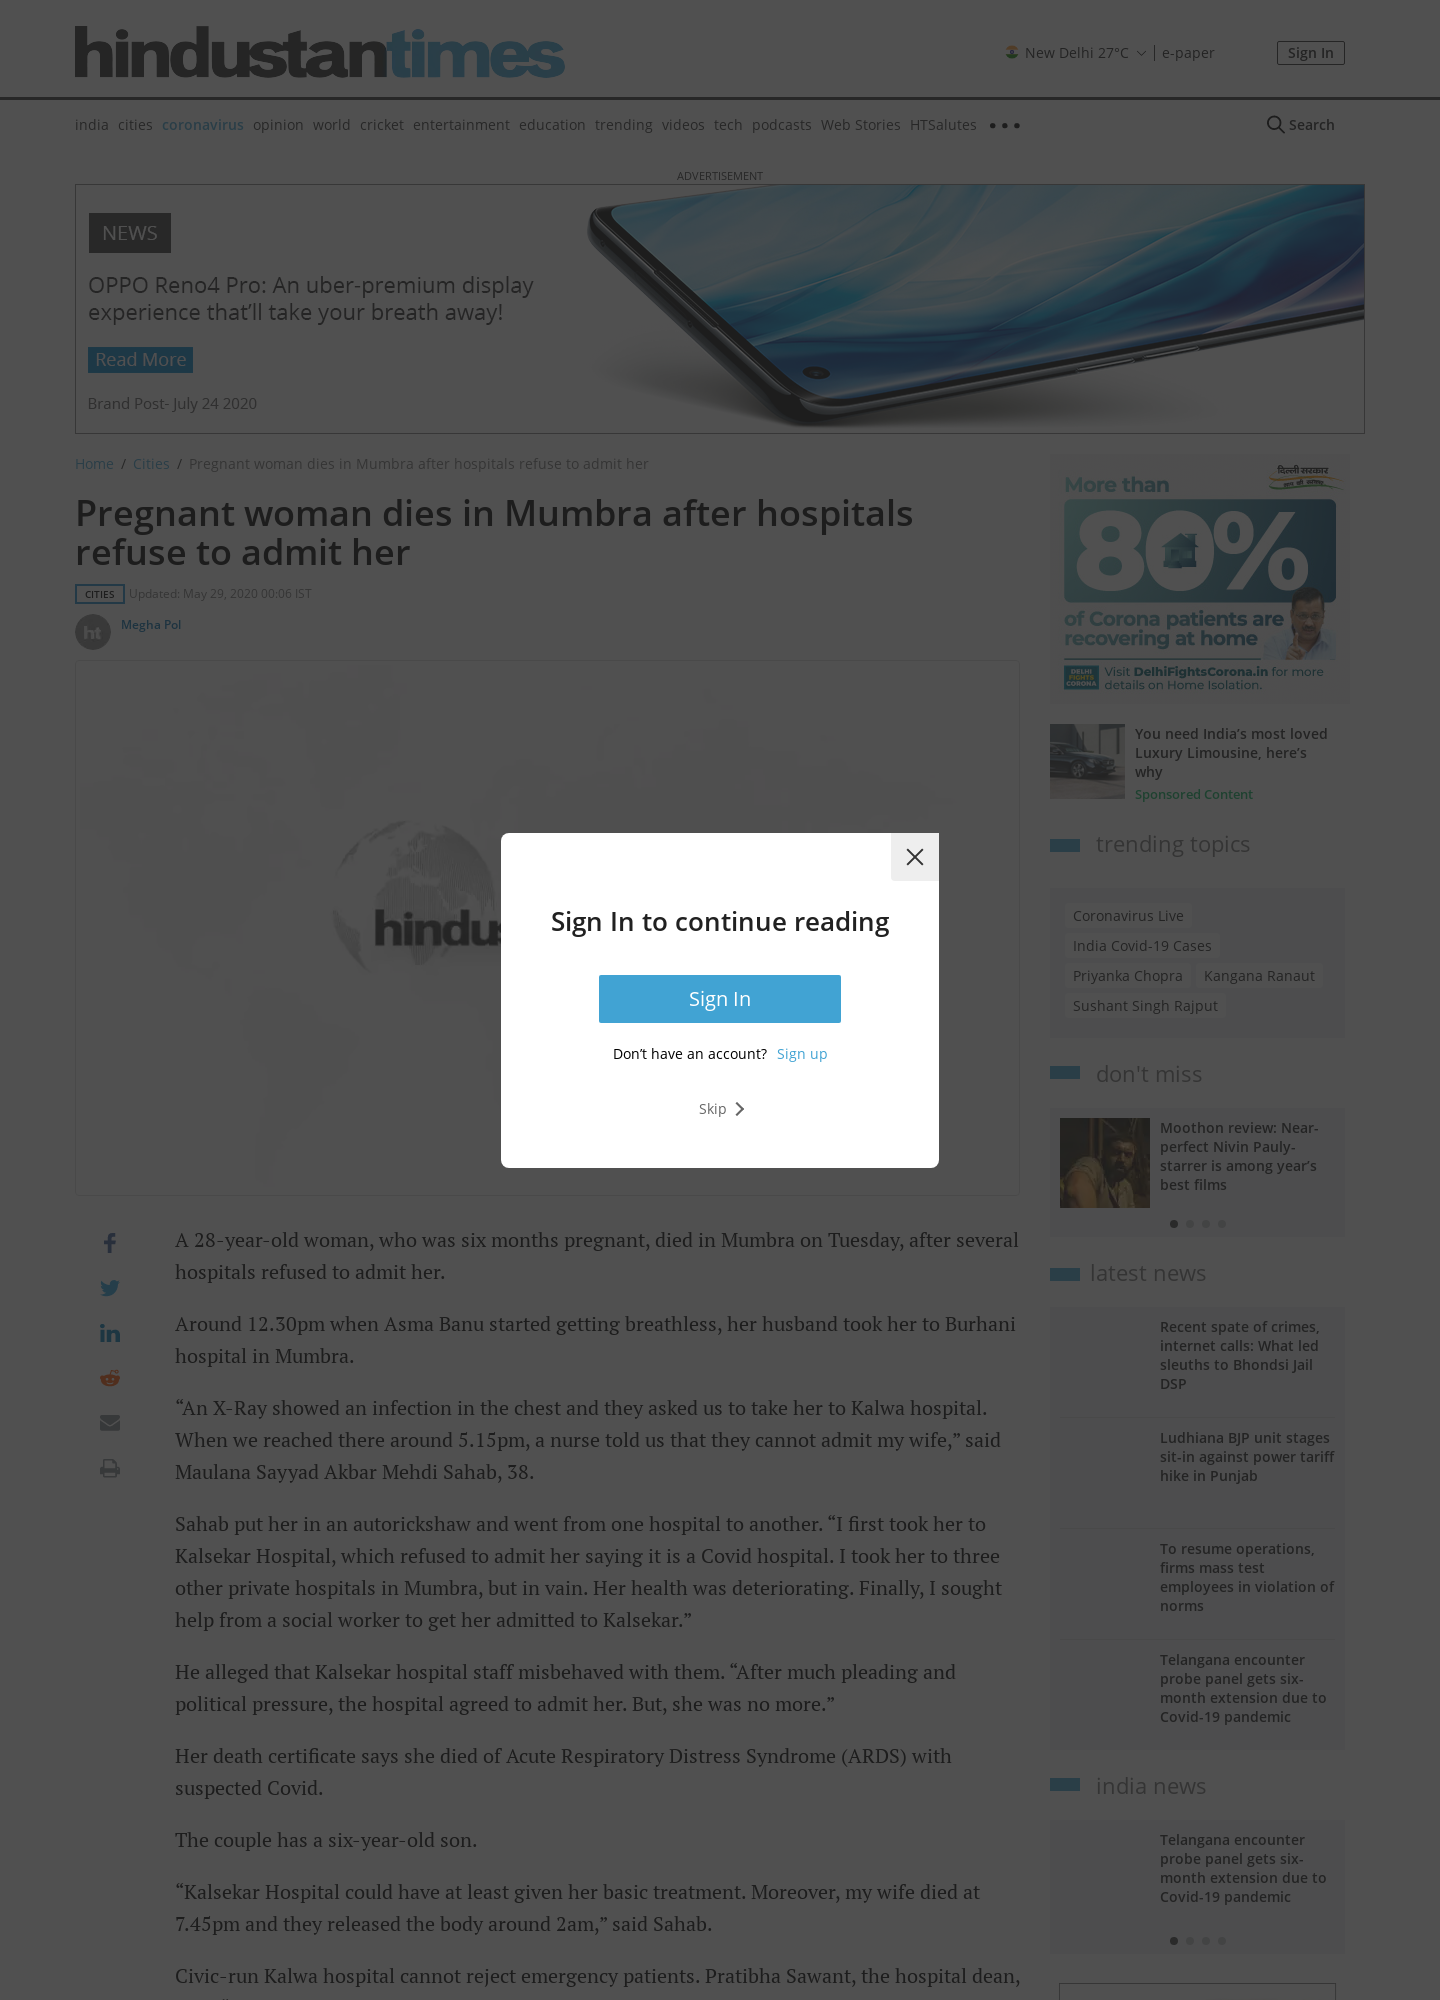 hindustantimes
New Delhi 27°C
e-paper
Sign In
india cities coronavirus opinion world cricket entertainment education trending videos tech podcasts Web Stories HTSalutes
Search
ADVERTISEMENT
NEWS
OPPO Reno4 Pro: An uber-premium display
experience that’ll take your breath away!
Read More
Brand Post- July 24 2020
Home / Cities / Pregnant woman dies in Mumbra after hospitals refuse to admit her
Pregnant woman dies in Mumbra after hospitals
refuse to admit her
CITIES Updated: May 29, 2020 00:06 IST
ht
Megha Pol
hindus
Sign In to continue reading
Sign In
Don’t have an account? Sign up
Skip
A 28-year-old woman, who was six months pregnant, died in Mumbra on Tuesday, after several
hospitals refused to admit her.
Around 12.30pm when Asma Banu started getting breathless, her husband took her to Burhani
hospital in Mumbra.
“An X-Ray showed an infection in the chest and they asked us to take her to Kalwa hospital.
When we reached there around 5.15pm, a nurse told us that they cannot admit my wife,” said
Maulana Sayyad Akbar Mehdi Sahab, 38.
Sahab put her in an autorickshaw and went from one hospital to another. “I first took her to
Kalsekar Hospital, which refused to admit her saying it is a Covid hospital. I took her to three
other private hospitals in Mumbra, but in vain. Her health was deteriorating. Finally, I sought
help from a social worker to get her admitted to Kalsekar.”
He alleged that Kalsekar hospital staff misbehaved with them. “After much pleading and
political pressure, the hospital agreed to admit her. But, she was no more.”
Her death certificate says she died of Acute Respiratory Distress Syndrome (ARDS) with
suspected Covid.
The couple has a six-year-old son.
“Kalsekar Hospital could have at least given her basic treatment. Moreover, my wife died at
7.45pm and they released the body around 2am,” said Sahab.
Civic-run Kalwa hospital cannot reject emergency patients. Pratibha Sawant, the hospital dean,
दिल्ली सरकार
More than
80%
of Corona patients are
recovering at home
DELHI
FIGHTS
CORONA
Visit DelhiFightsCorona.in for more
details on Home Isolation.
You need India’s most loved
Luxury Limousine, here’s
why
Sponsored Content
trending topics
Coronavirus Live
India Covid-19 Cases
Priyanka Chopra Kangana Ranaut
Sushant Singh Rajput
don't miss
Moothon review: Near-
perfect Nivin Pauly-
starrer is among year’s
best films
latest news
Recent spate of crimes,
internet calls: What led
sleuths to Bhondsi Jail
DSP
Ludhiana BJP unit stages
sit-in against power tariff
hike in Punjab
To resume operations,
firms mass test
employees in violation of
norms
Telangana encounter
probe panel gets six-
month extension due to
Covid-19 pandemic
india news
Telangana encounter
probe panel gets six-
month extension due to
Covid-19 pandemic